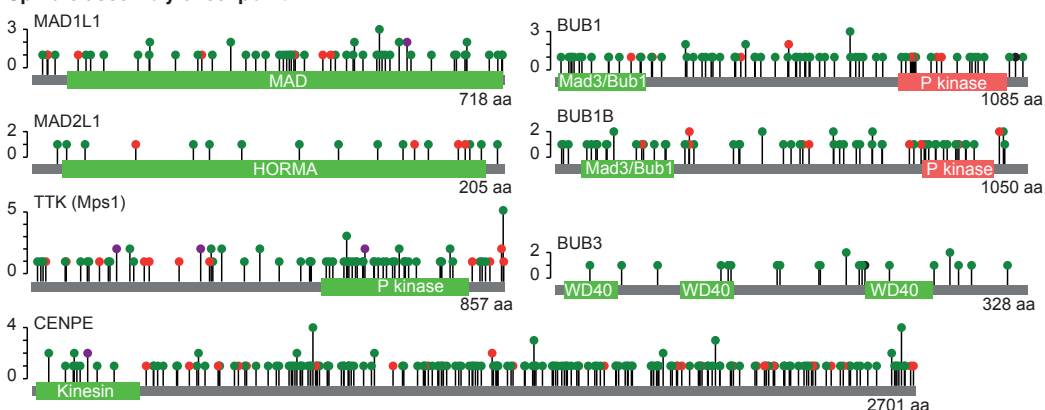 MAD1L1
3
0
MAD
718 aa
MAD2L1
2
0
HORMA
205 aa
TTK (Mps1)
5
0
P kinase
857 aa
CENPE
4
0
Kinesin
2701 aa
BUB1
3
0
Mad3/Bub1
P kinase
1085 aa
BUB1B
2
0
Mad3/Bub1
P kinase
1050 aa
BUB3
2
0
WD40
WD40
WD40
328 aa